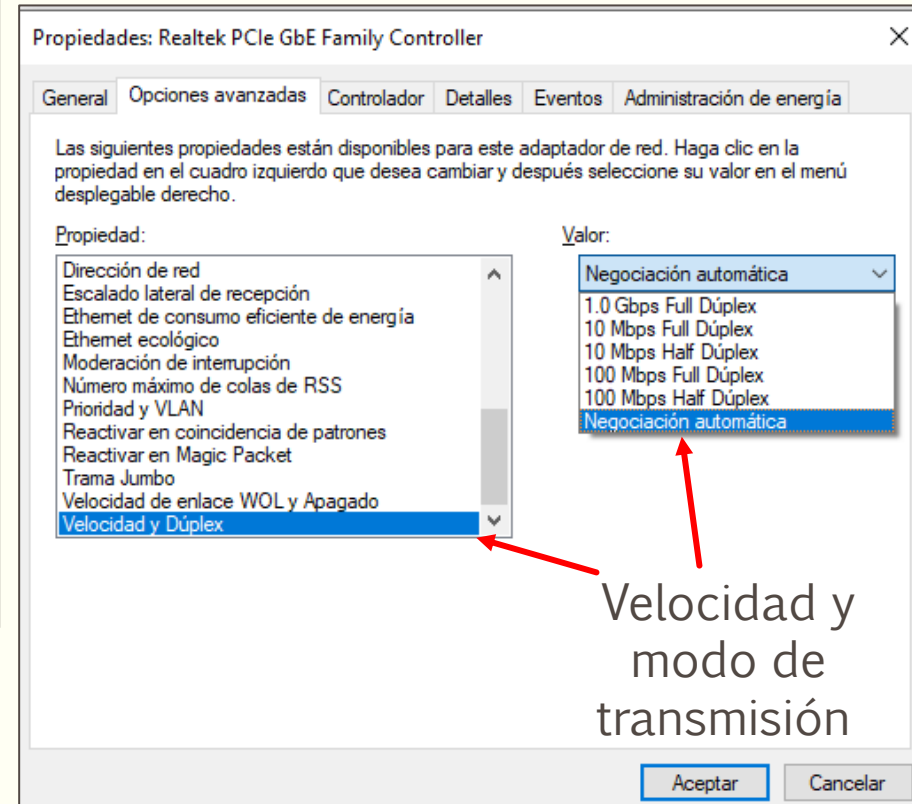 Propiedades: Realtek PCIe GbE Family Controller
General Opciones avanzadas Controlador Detalles Eventos Administración de energía
Las siguientes propiedades están disponibles para este adaptador de red. Haga clic en la
propiedad en el cuadro izquierdo que desea cambiar y después seleccione su valor en el menú
desplegable derecho.
Propiedad:
Dirección de red
Escalado lateral de recepción
Ethernet de consumo eficiente de energía
Ethernet ecológico
Moderación de interrupción
Número máximo de colas de RSS
Prioridad y VLAN
Reactivar en coincidencia de patrones
Reactivar en Magic Packet
Trama Jumbo
Velocidad de enlace WOL y Apagado
Velocidad y Dúplex
Valor:
Negociación automática
1.0 Gbps Full Dúplex
10 Mbps Full Dúplex
10 Mbps Half Dúplex
100 Mbps Full Dúplex
100 Mbps Half Dúplex
Negociación automática
Velocidad y
modo de
transmisión
Aceptar Cancelar